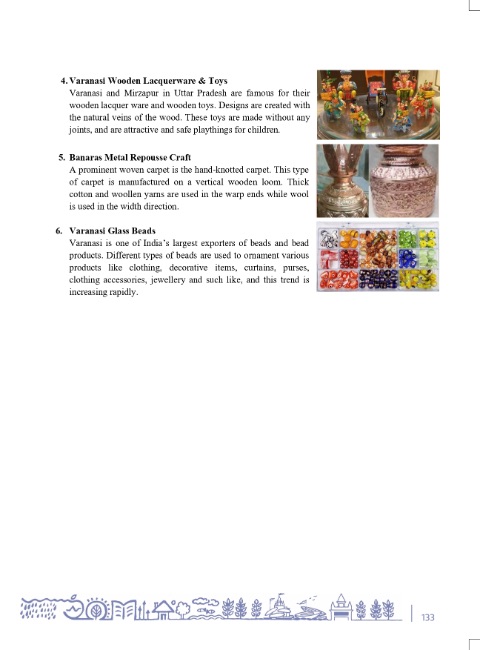 4. Varanasi Wooden Lacquerware & Toys
Varanasi and Mirzapur in Uttar Pradesh are famous for their
wooden lacquer ware and wooden toys. Designs are created with
the natural veins of the wood. These toys are made without any
joints, and are attractive and safe playthings for children.
5. Banaras Metal Repousse Craft
A prominent woven carpet is the hand-knotted carpet. This type
of carpet is manufactured on a vertical wooden loom. Thick
cotton and woollen yarns are used in the warp ends while wool
is used in the width direction.
6. Varanasi Glass Beads
Varanasi is one of India's largest exporters of beads and bead
products. Different types of beads are used to ornament various
products like clothing, decorative items, curtains, purses,
clothing accessories, jewellery and such like, and this trend is
increasing rapidly.
133